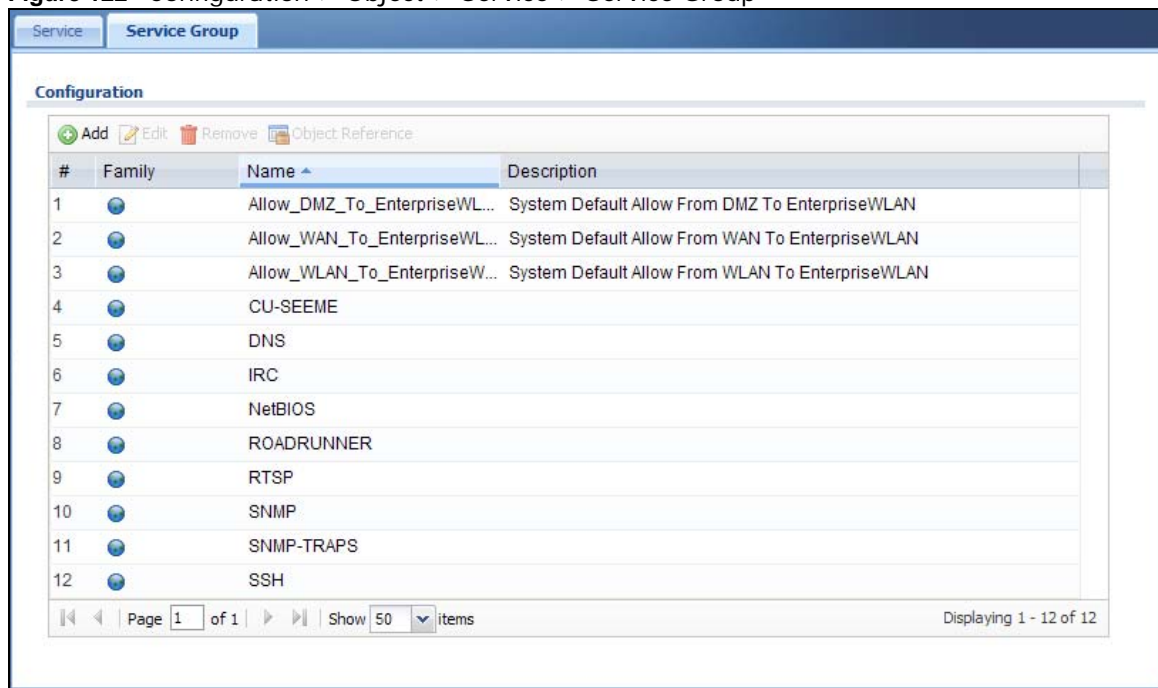 Figure 122 Configuration > Object > Service > Service Group
Service Service Group
Configuration
Add Edit Remove Object Reference
# Family Name Description
1 Allow_DMZ_To_EnterpriseWL... System Default Allow From DMZ To EnterpriseWLAN
2 Allow_WAN_To_EnterpriseWL... System Default Allow From WAN To EnterpriseWLAN
3 Allow_WLAN_To_EnterpriseW... System Default Allow From WLAN To EnterpriseWLAN
4 CU-SEEME
5 DNS
6 IRC
7 NetBIOS
8 ROADRUNNER
9 RTSP
10 SNMP
11 SNMP-TRAPS
12 SSH
Page 1 of 1 Show 50 items Displaying 1 - 12 of 12